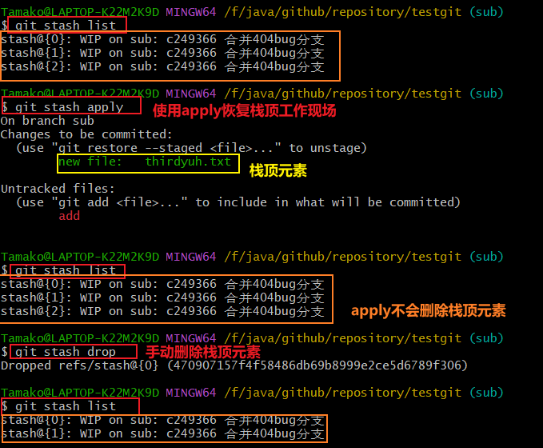 Tamako@LAPTOP-K22M2K9D MINGW64 /f/java/github/repository/testgit (sub)
$ git stash list
stash@{0}: WIP on sub: c249366 合并404bug分支
stash@{1}: WIP on sub: c249366 合并404bug分支
stash@{2}: WIP on sub: c249366 合并404bug分支
Tamako@LAPTOP-K22M2K9D MINGW64 /f/java/github/repository/testgit (sub)
$ git stash apply 使用apply恢复栈顶工作现场
On branch sub
Changes to be committed:
(use "git restore --staged <file>..." to unstage)
new file: thirdyuh.txt 栈顶元素
Untracked files:
(use "git add <file>..." to include in what will be committed)
add
Tamako@LAPTOP-K22M2K9D MINGW64 /f/java/github/repository/testgit (sub)
$ git stash list
stash@{0}: WIP on sub: c249366 合并404bug分支
stash@{1}: WIP on sub: c249366 合并404bug分支 apply不会删除栈顶元素
stash@{2}: WIP on sub: c249366 合并404bug分支
Tamako@LAPTOP-K22M2K9D MINGW64 /f/java/github/repository/testgit (sub)
$ git stash drop 手动删除栈顶元素
Dropped refs/stash@{0} (470907157f4f58486db69b8999e2ce5d6789f306)
Tamako@LAPTOP-K22M2K9D MINGW64 /f/java/github/repository/testgit (sub)
$ git stash list
stash@{0}: WIP on sub: c249366 合并404bug分支
stash@{1}: WIP on sub: c249366 合并404bug分支